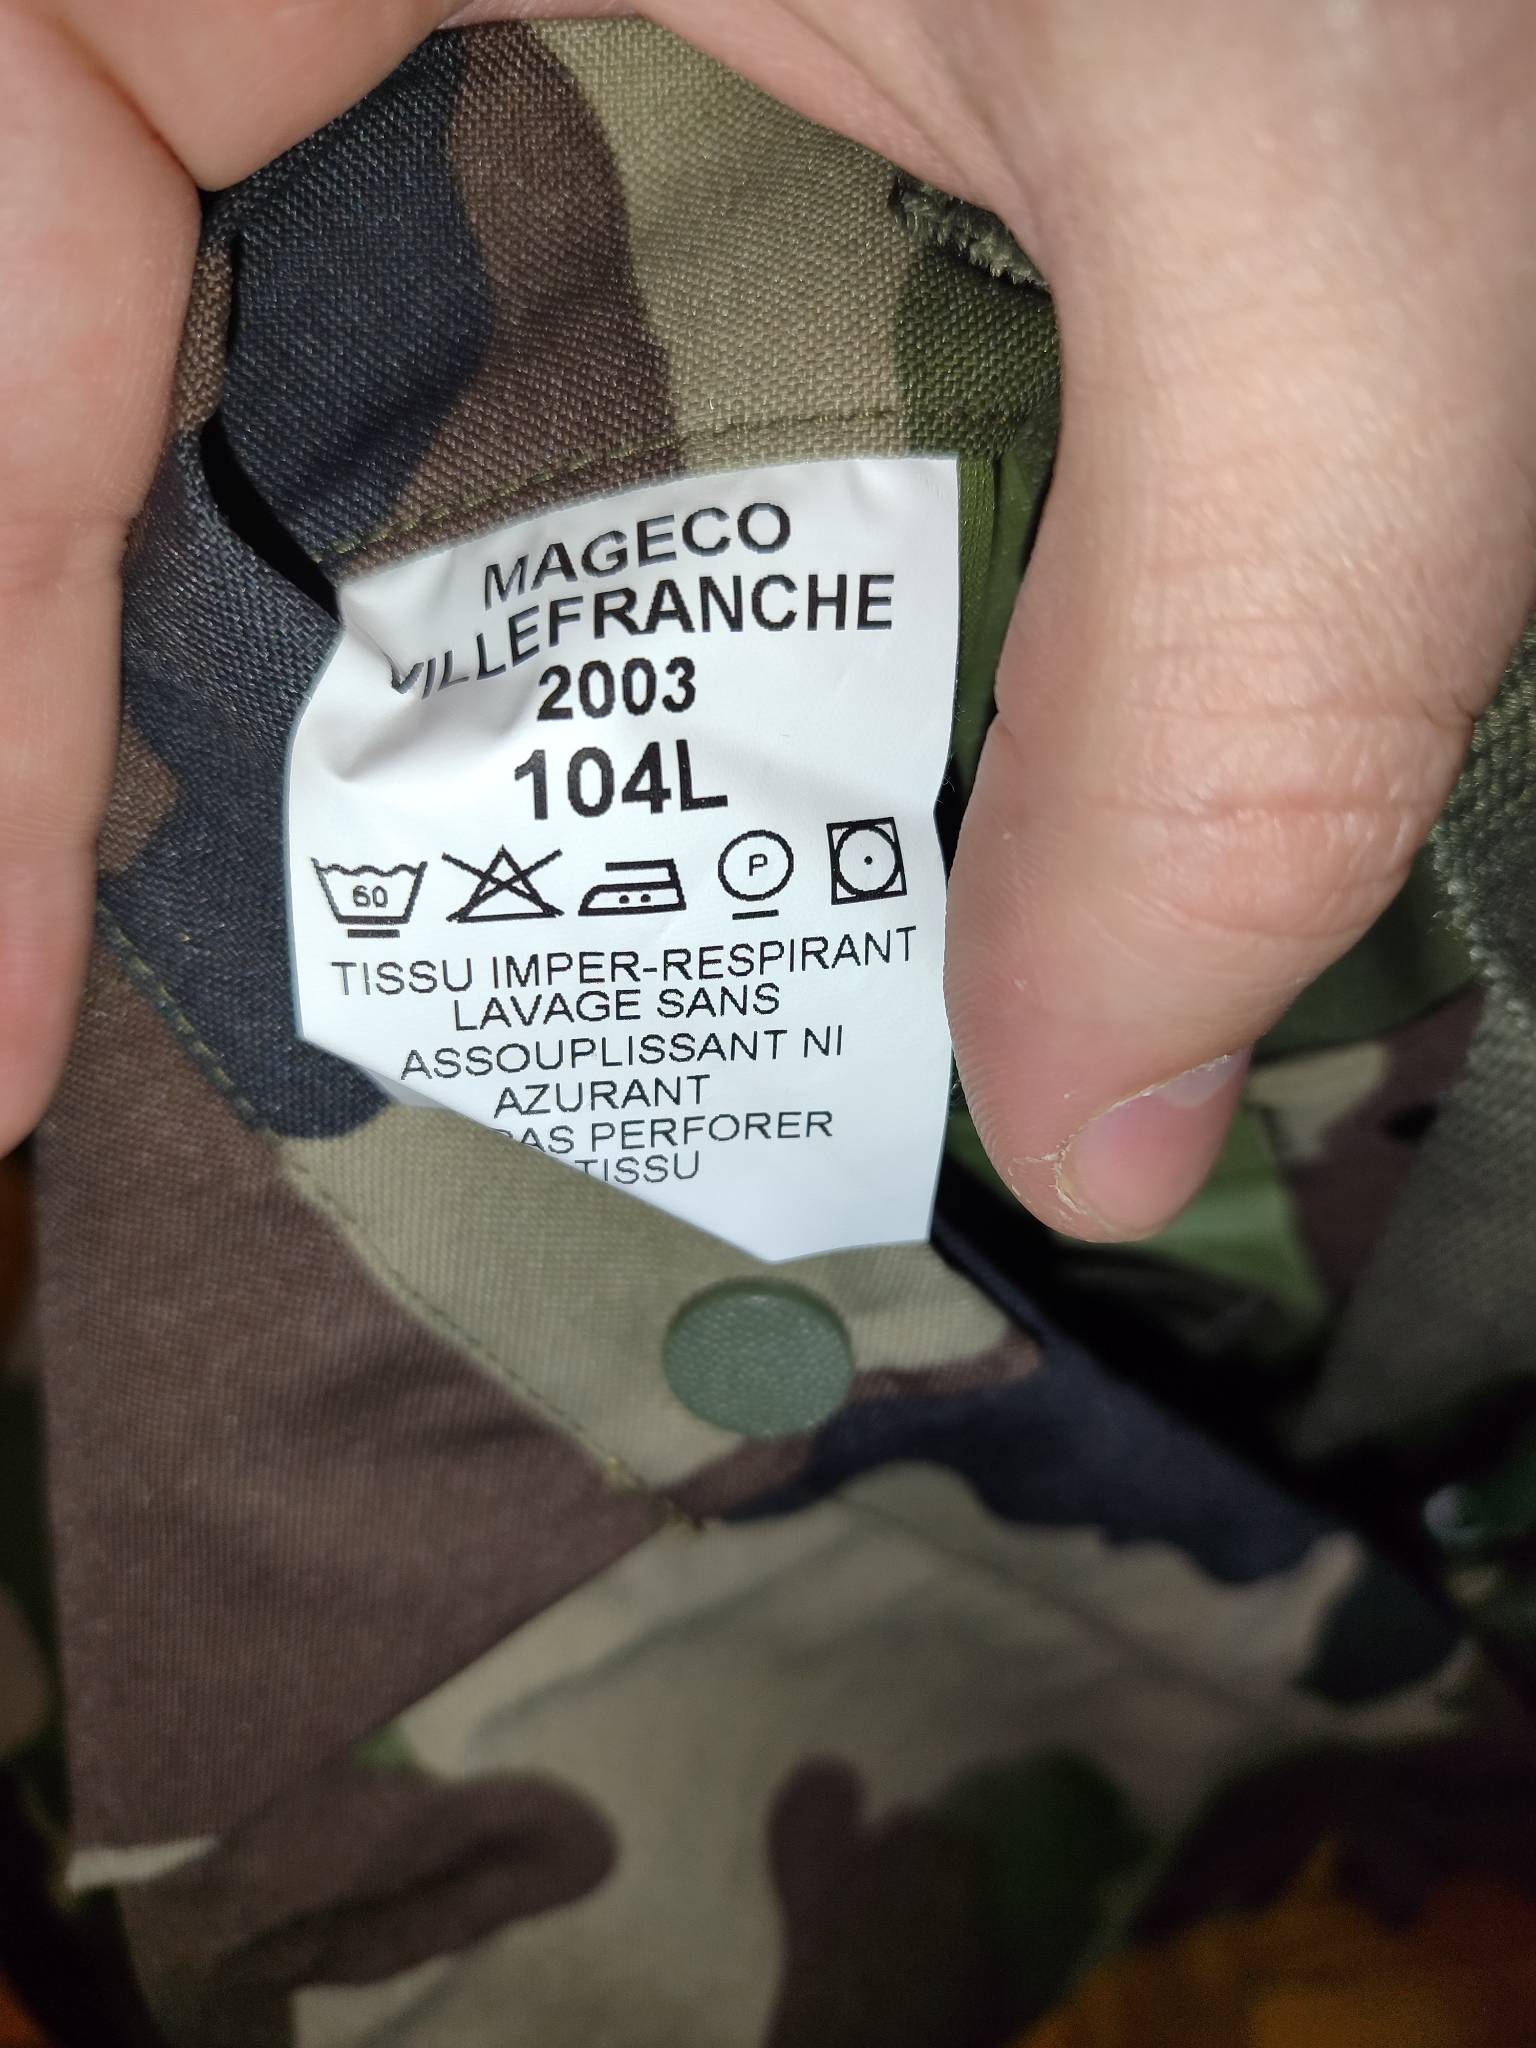 MAGECO
VILLEFRANCHE
2003
104L
60
P
TISSU IMPER-RESPIRANT
LAVAGE SANS
ASSOUPLISSANT NI
AZURANT
PAS PERFORER
TISSU